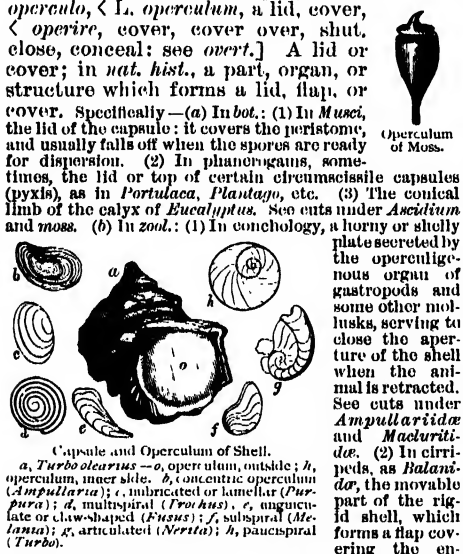 operculo, < L. operculum, a lid, cover,
< operire, cover, cover over, shut,
close, conceal: see overt.] A lid or
cover; in nat. hist., a part, organ, or
structure which forms a lid, flap, or
cover. Specifically—(a) In bot.: (1) In Musci,
the lid of the capsule: it covers the peristome,
and usually falls off when the spores are ready
for dispersion. (2) In phanerogams, some-
times, the lid or top of certain circumscissile capsules
(pyxis), as in Portulaca, Plantago, etc. (3) The conical
limb of the calyx of Eucalyptus. See cuts under Ascidium
and moss. (b) In zool.: (1) In conchology, a horny or shelly
Operculum
of Moss.
plate secreted by
the operculige-
nous organ of
gastropods and
some other mol-
lusks, serving to
close the aper-
ture of the shell
when the ani-
mal is retracted.
See cuts under
Ampullariidæ
and Macluriti-
dæ. (2) In cirri-
peds, as Balani-
dæ, the movable
part of the rig-
id shell, which
forms a flap cov-
ering the en-
b
a
h
c
o
g
d
e
f
Capsule and Operculum of Shell.
a, Turbo olearius—o, operculum, outside; h,
operculum, inner side. b, concentric operculum
(Ampullaria); c, imbricated or lamellar (Pur-
pura); d, multispiral (Trochus), e, unguicu-
late or claw-shaped (Fusus); f, subspiral (Me-
lania); g, articulated (Nerita); h, paucispiral
(Turbo).